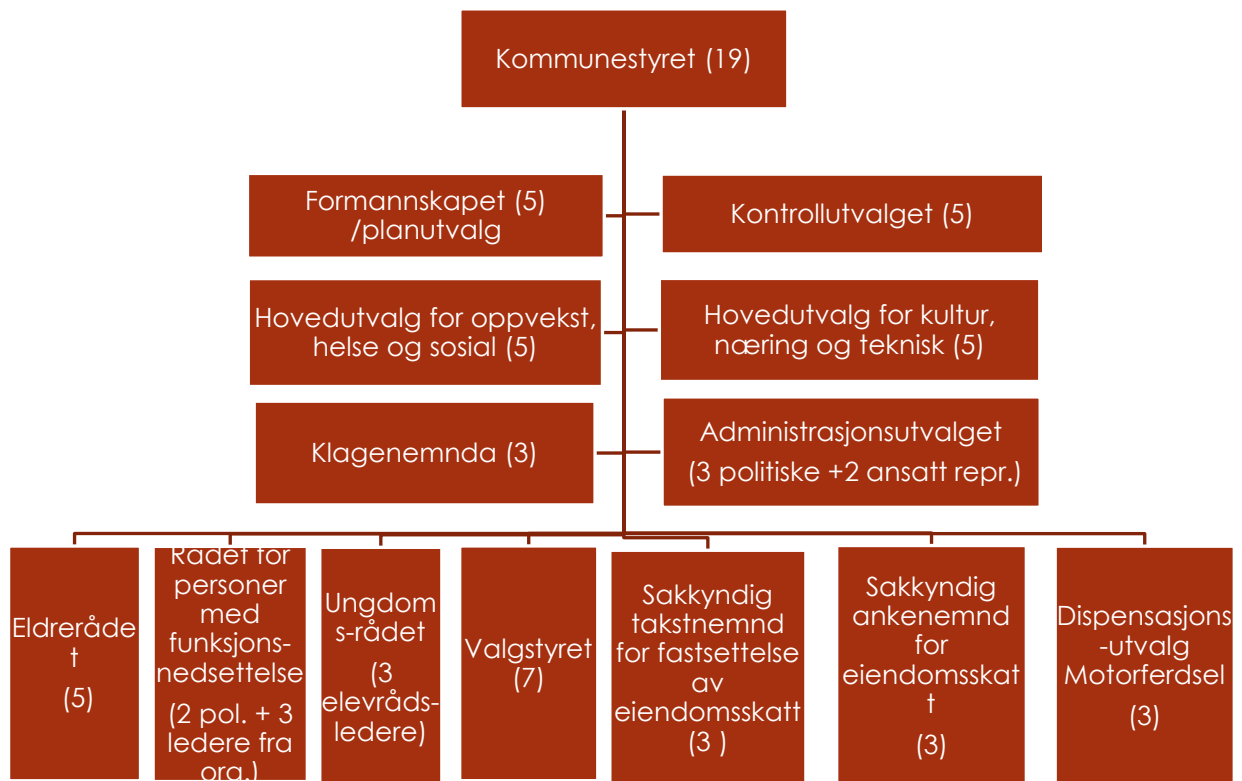 Kommunestyret (19)
Formannskapet (5)
/planutvalg
Kontrollutvalget (5)
Hovedutvalg for oppvekst,
helse og sosial (5)
Hovedutvalg for kultur,
næring og teknisk (5)
Klagenemnda (3)
Administrasjonsutvalget
(3 politiske +2 ansatt repr.)
Eldreråde
t
(5)
Rådet for
personer
med
funksjons-
nedsettelse
(2 pol. + 3
ledere fra
org.)
Ungdom
s-rådet
(3
elevråds-
ledere)
Valgstyret
(7)
Sakkyndig
takstnemnd
for fastsettelse
av
eiendomsskatt
(3 )
Sakkyndig
ankenemnd
for
eiendomsskat
t
(3)
Dispensasjons
-utvalg
Motorferdsel
(3)